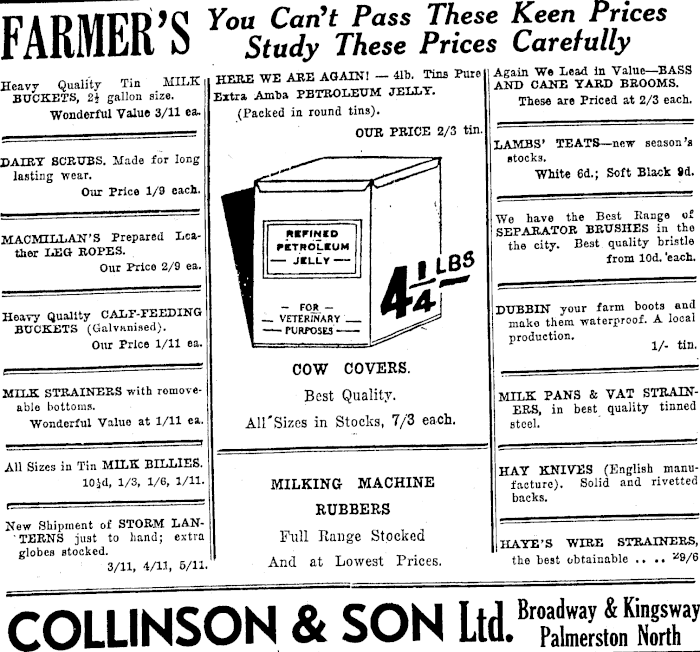 FARMER'S
You Can't Pass These Keen Prices
Study These Prices Carefully
Heavy Quality Tin MILK
BUCKETS, 2½ gallon size.
Wonderful Value 3/11 ea.
DAIRY SCRUBS. Made for long
lasting wear.
Our Price 1/9 each.
MACMILLAN'S Prepared Lea-
ther LEG ROPES.
Our Price 2/9 ea.
Heavy Quality CALF-FEEDING
BUCKETS (Galvanised).
Our Price 1/11 ea.
MILK STRAINERS with remove-
able bottoms.
Wonderful Value at 1/11 ea.
All Sizes in Tin MILK BILLIES.
10½d, 1/3, 1/6, 1/11.
New Shipment of STORM LAN-
TERNS just to hand; extra
globes stocked.
3/11, 4/11, 5/11.
HERE WE ARE AGAIN! — 4lb. Tins Pure
Extra Amba PETROLEUM JELLY.
(Packed in round tins).
OUR PRICE 2/3 tin.
REFINED
PETROLEUM
— JELLY —
— FOR —
— VETERINARY —
PURPOSES —
4¼ LBS
COW COVERS.
Best Quality.
All Sizes in Stocks, 7/3 each.
MILKING MACHINE
RUBBERS
Full Range Stocked
And at Lowest Prices.
Again We Lead in Value—BASS
AND CANE YARD BROOMS.
These are Priced at 2/3 each.
LAMBS' TEATS—new season's
stocks.
White 6d.; Soft Black 9d.
We have the Best Range of
SEPARATOR BRUSHES in the
the city. Best quality bristle
from 10d. each.
DUBBIN your farm boots and
make them waterproof. A local
production.
1/- tin.
MILK PANS & VAT STRAIN-
ERS, in best quality tinned
steel.
HAY KNIVES (English manu-
facture). Solid and rivetted
backs.
HAYE'S WIRE STRAINERS,
the best obtainable .. .. 29/6
COLLINSON & SON Ltd.
Broadway & Kingsway
Palmerston North